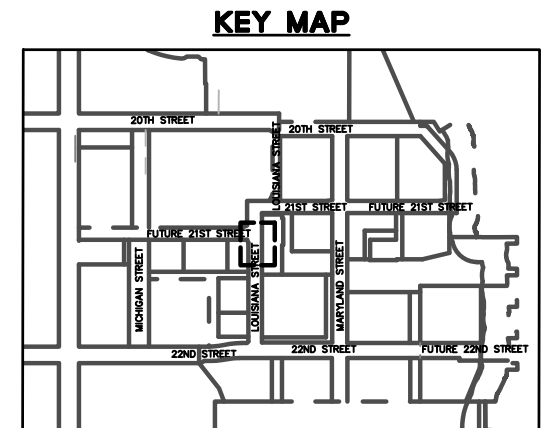 KEY MAP
20TH STREET
20TH STREET
LOUISIANA STREET
21ST STREET
FUTURE 21ST STREET
FUTURE 21ST STREET
MICHIGAN STREET
LOUISIANA STREET
MARYLAND STREET
22ND STREET
22ND STREET
FUTURE 22ND STREET